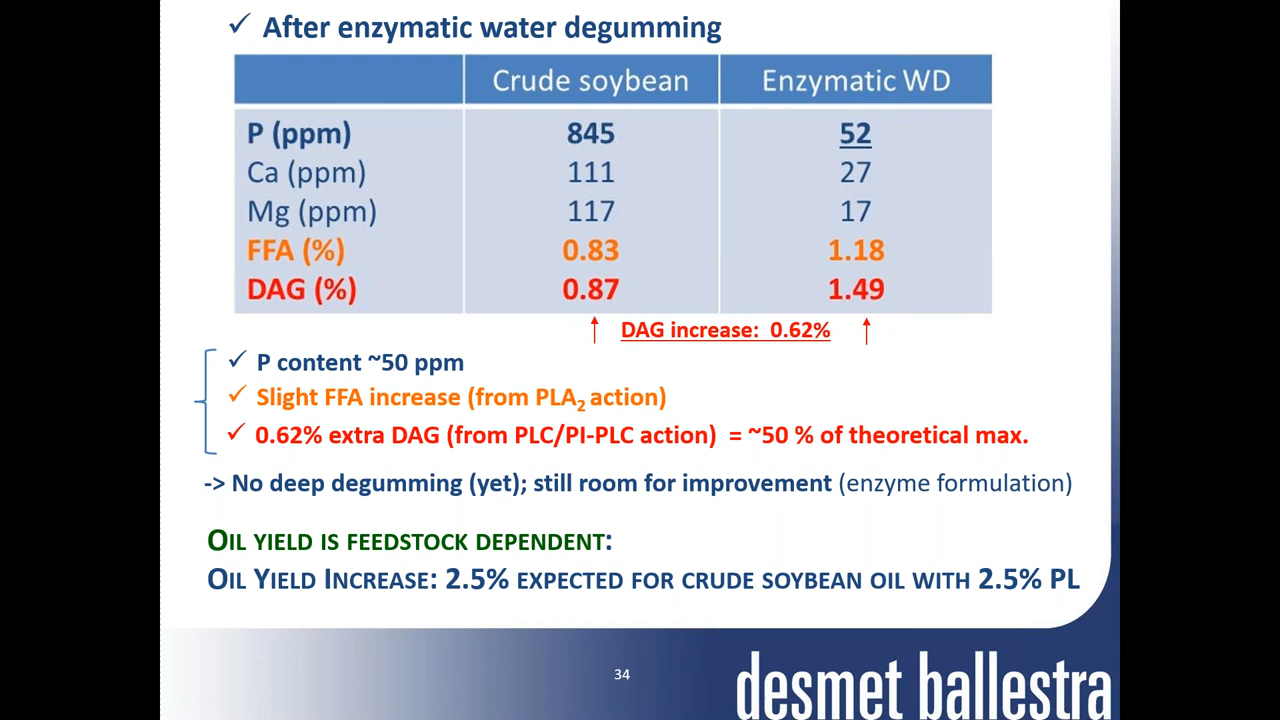 ✓ After enzymatic water degumming
Crude soybean Enzymatic WD
P (ppm) 845 52
Ca (ppm) 111 27
Mg (ppm) 117 17
FFA (%) 0.83 1.18
DAG (%) 0.87 1.49
↑ DAG increase: 0.62% ↑
✓ P content ~50 ppm
✓ Slight FFA increase (from PLA2 action)
✓ 0.62% extra DAG (from PLC/PI-PLC action) = ~50 % of theoretical max.
-> No deep degumming (yet); still room for improvement (enzyme formulation)
OIL YIELD IS FEEDSTOCK DEPENDENT:
OIL YIELD INCREASE: 2.5% EXPECTED FOR CRUDE SOYBEAN OIL WITH 2.5% PL
34
desmet ballestra